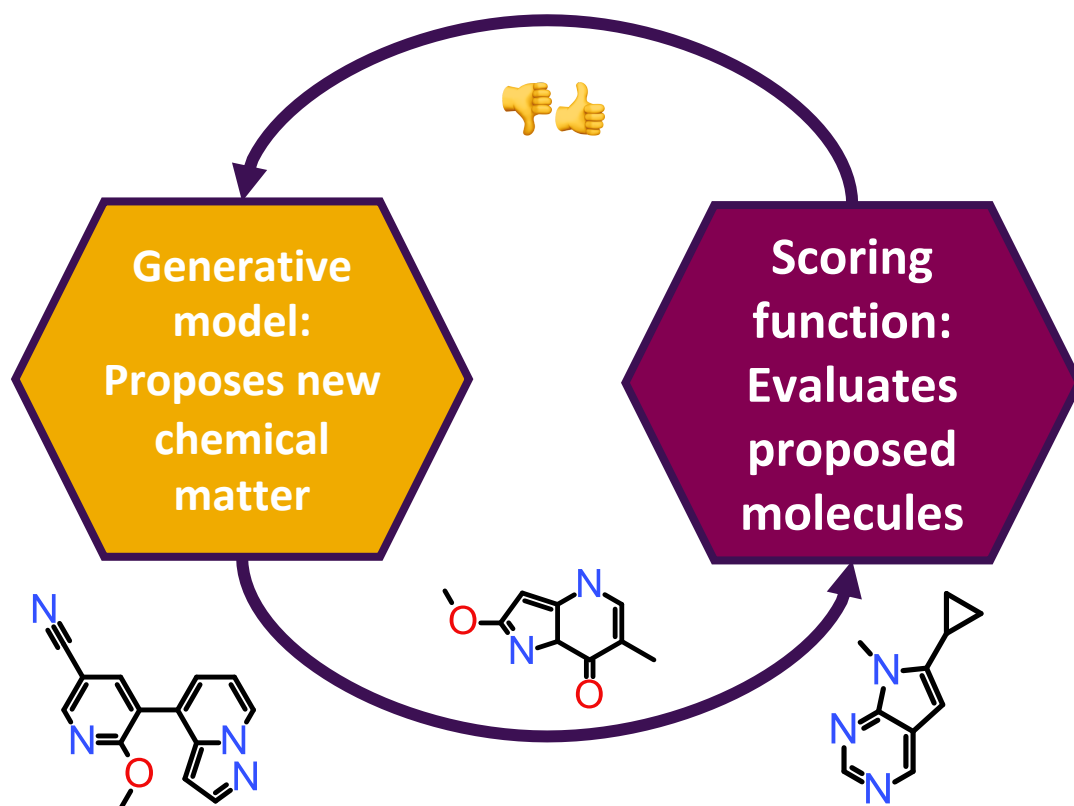 Generative
model:
Proposes new
chemical
matter
Scoring
function:
Evaluates
proposed
molecules
N
N
O
N
N
N
O
N
O
N
N
N